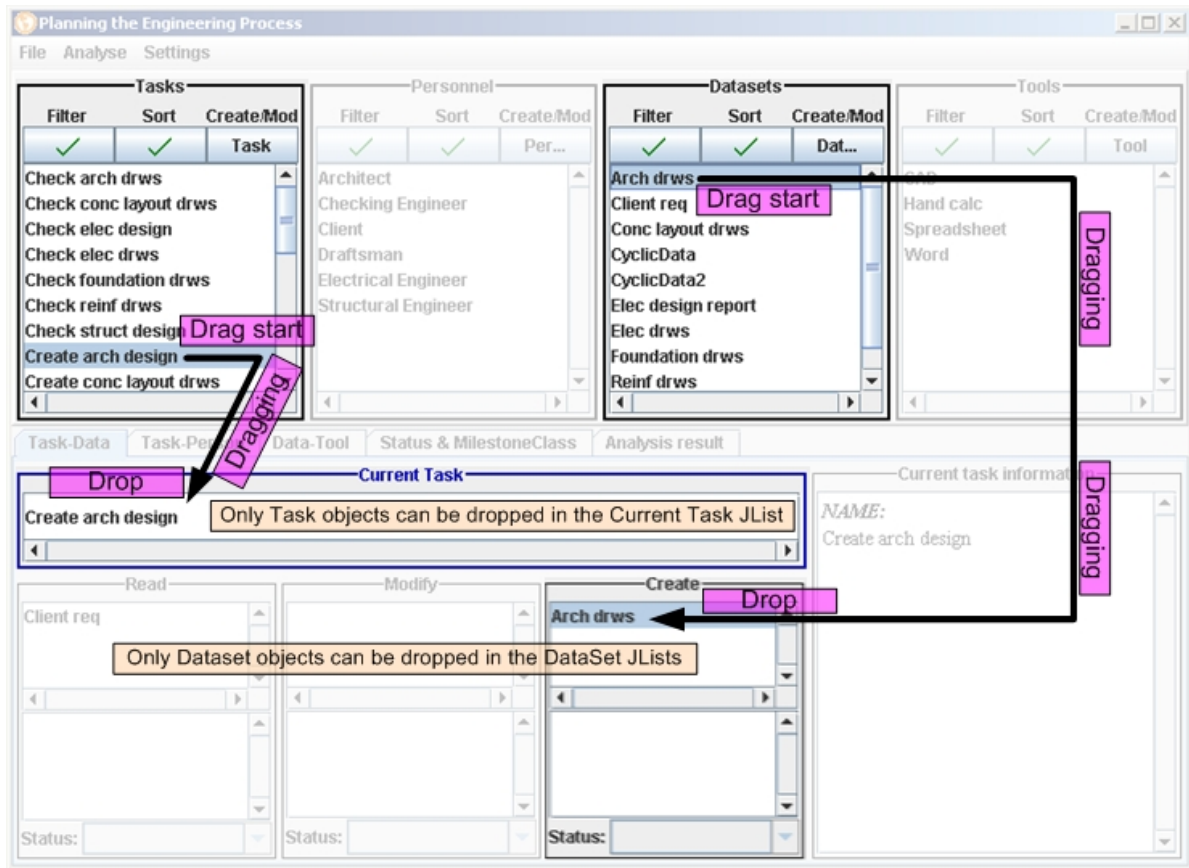 Planning the Engineering Process
File Analyse Settings
Tasks
Filter Sort Create/Mod
Task
Check arch drws
Check conc layout drws
Check elec design
Check elec drws
Check foundation drws
Check reinf drws
Check struct design
Create arch design
Create conc layout drws
Drag start
Dragging
Personnel
Filter Sort Create/Mod
Per...
Architect
Checking Engineer
Client
Draftsman
Electrical Engineer
Structural Engineer
Datasets
Filter Sort Create/Mod
Dat...
Arch drws
Client req
Conc layout drws
CyclicData
CyclicData2
Elec design report
Elec drws
Foundation drws
Reinf drws
Drag start
Tools
Filter Sort Create/Mod
Tool
CAD
Hand calc
Spreadsheet
Word
Dragging
Task-Data Data-Tool Status & MilestoneClass Analysis result
Current Task
Drop
Create arch design
Only Task objects can be dropped in the Current Task JList
Current task information
NAME:
Create arch design
Dragging
Read
Client req
Modify
Create
Drop
Arch drws
Only Dataset objects can be dropped in the DataSet JLists
Status:
Status:
Status: